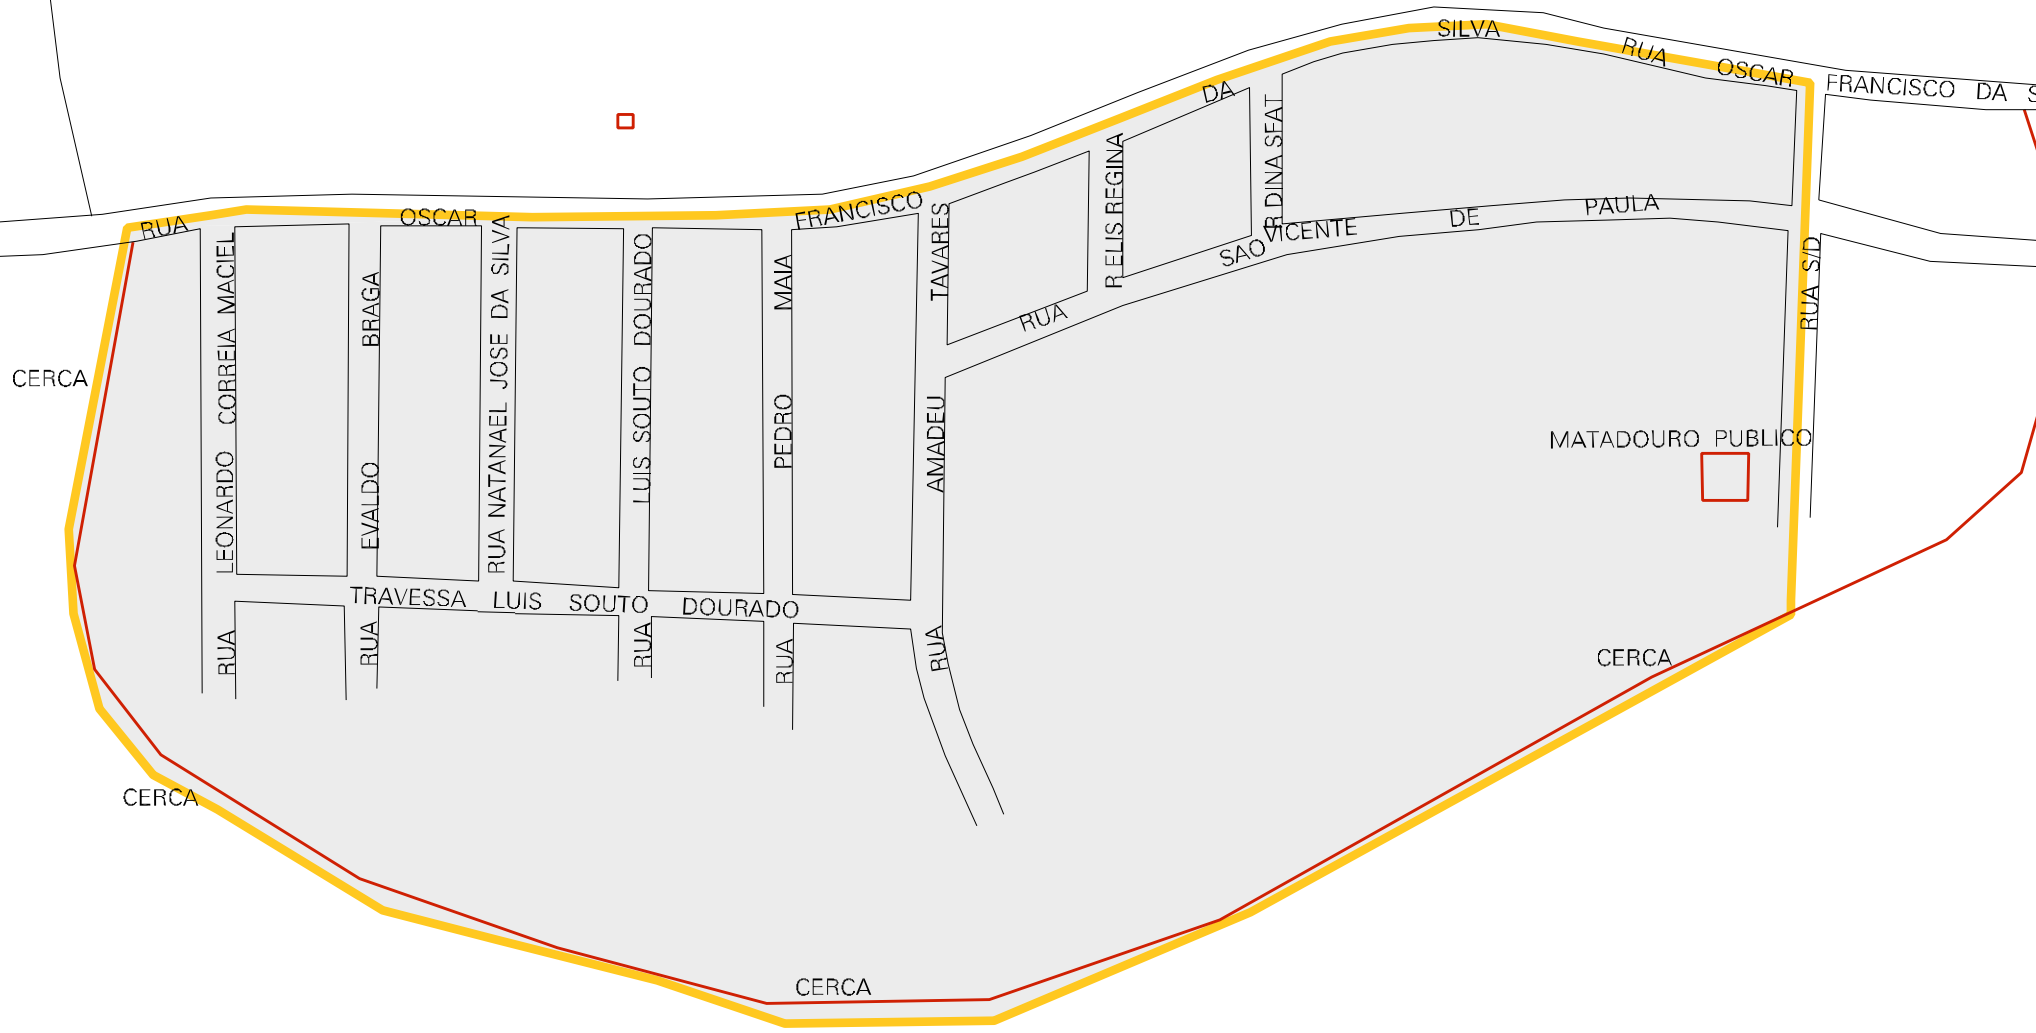 RUA OSCAR FRANCISCO DA SILVA
RUA OSCAR FRANCISCO DA S
RUA LEONARDO CORREIA MACIEL
RUA EVALDO BRAGA
RUA NATANAEL JOSE DA SILVA
RUA LUIS SOUTO DOURADO
RUA PEDRO MAIA
RUA AMADEU TAVARES
R ELIS REGINA
R DINA SFAT
RUA SAO VICENTE DE PAULA
RUA S/D
CERCA
MATADOURO PUBLICO
TRAVESSA LUIS SOUTO DOURADO
CERCA
CERCA
CERCA